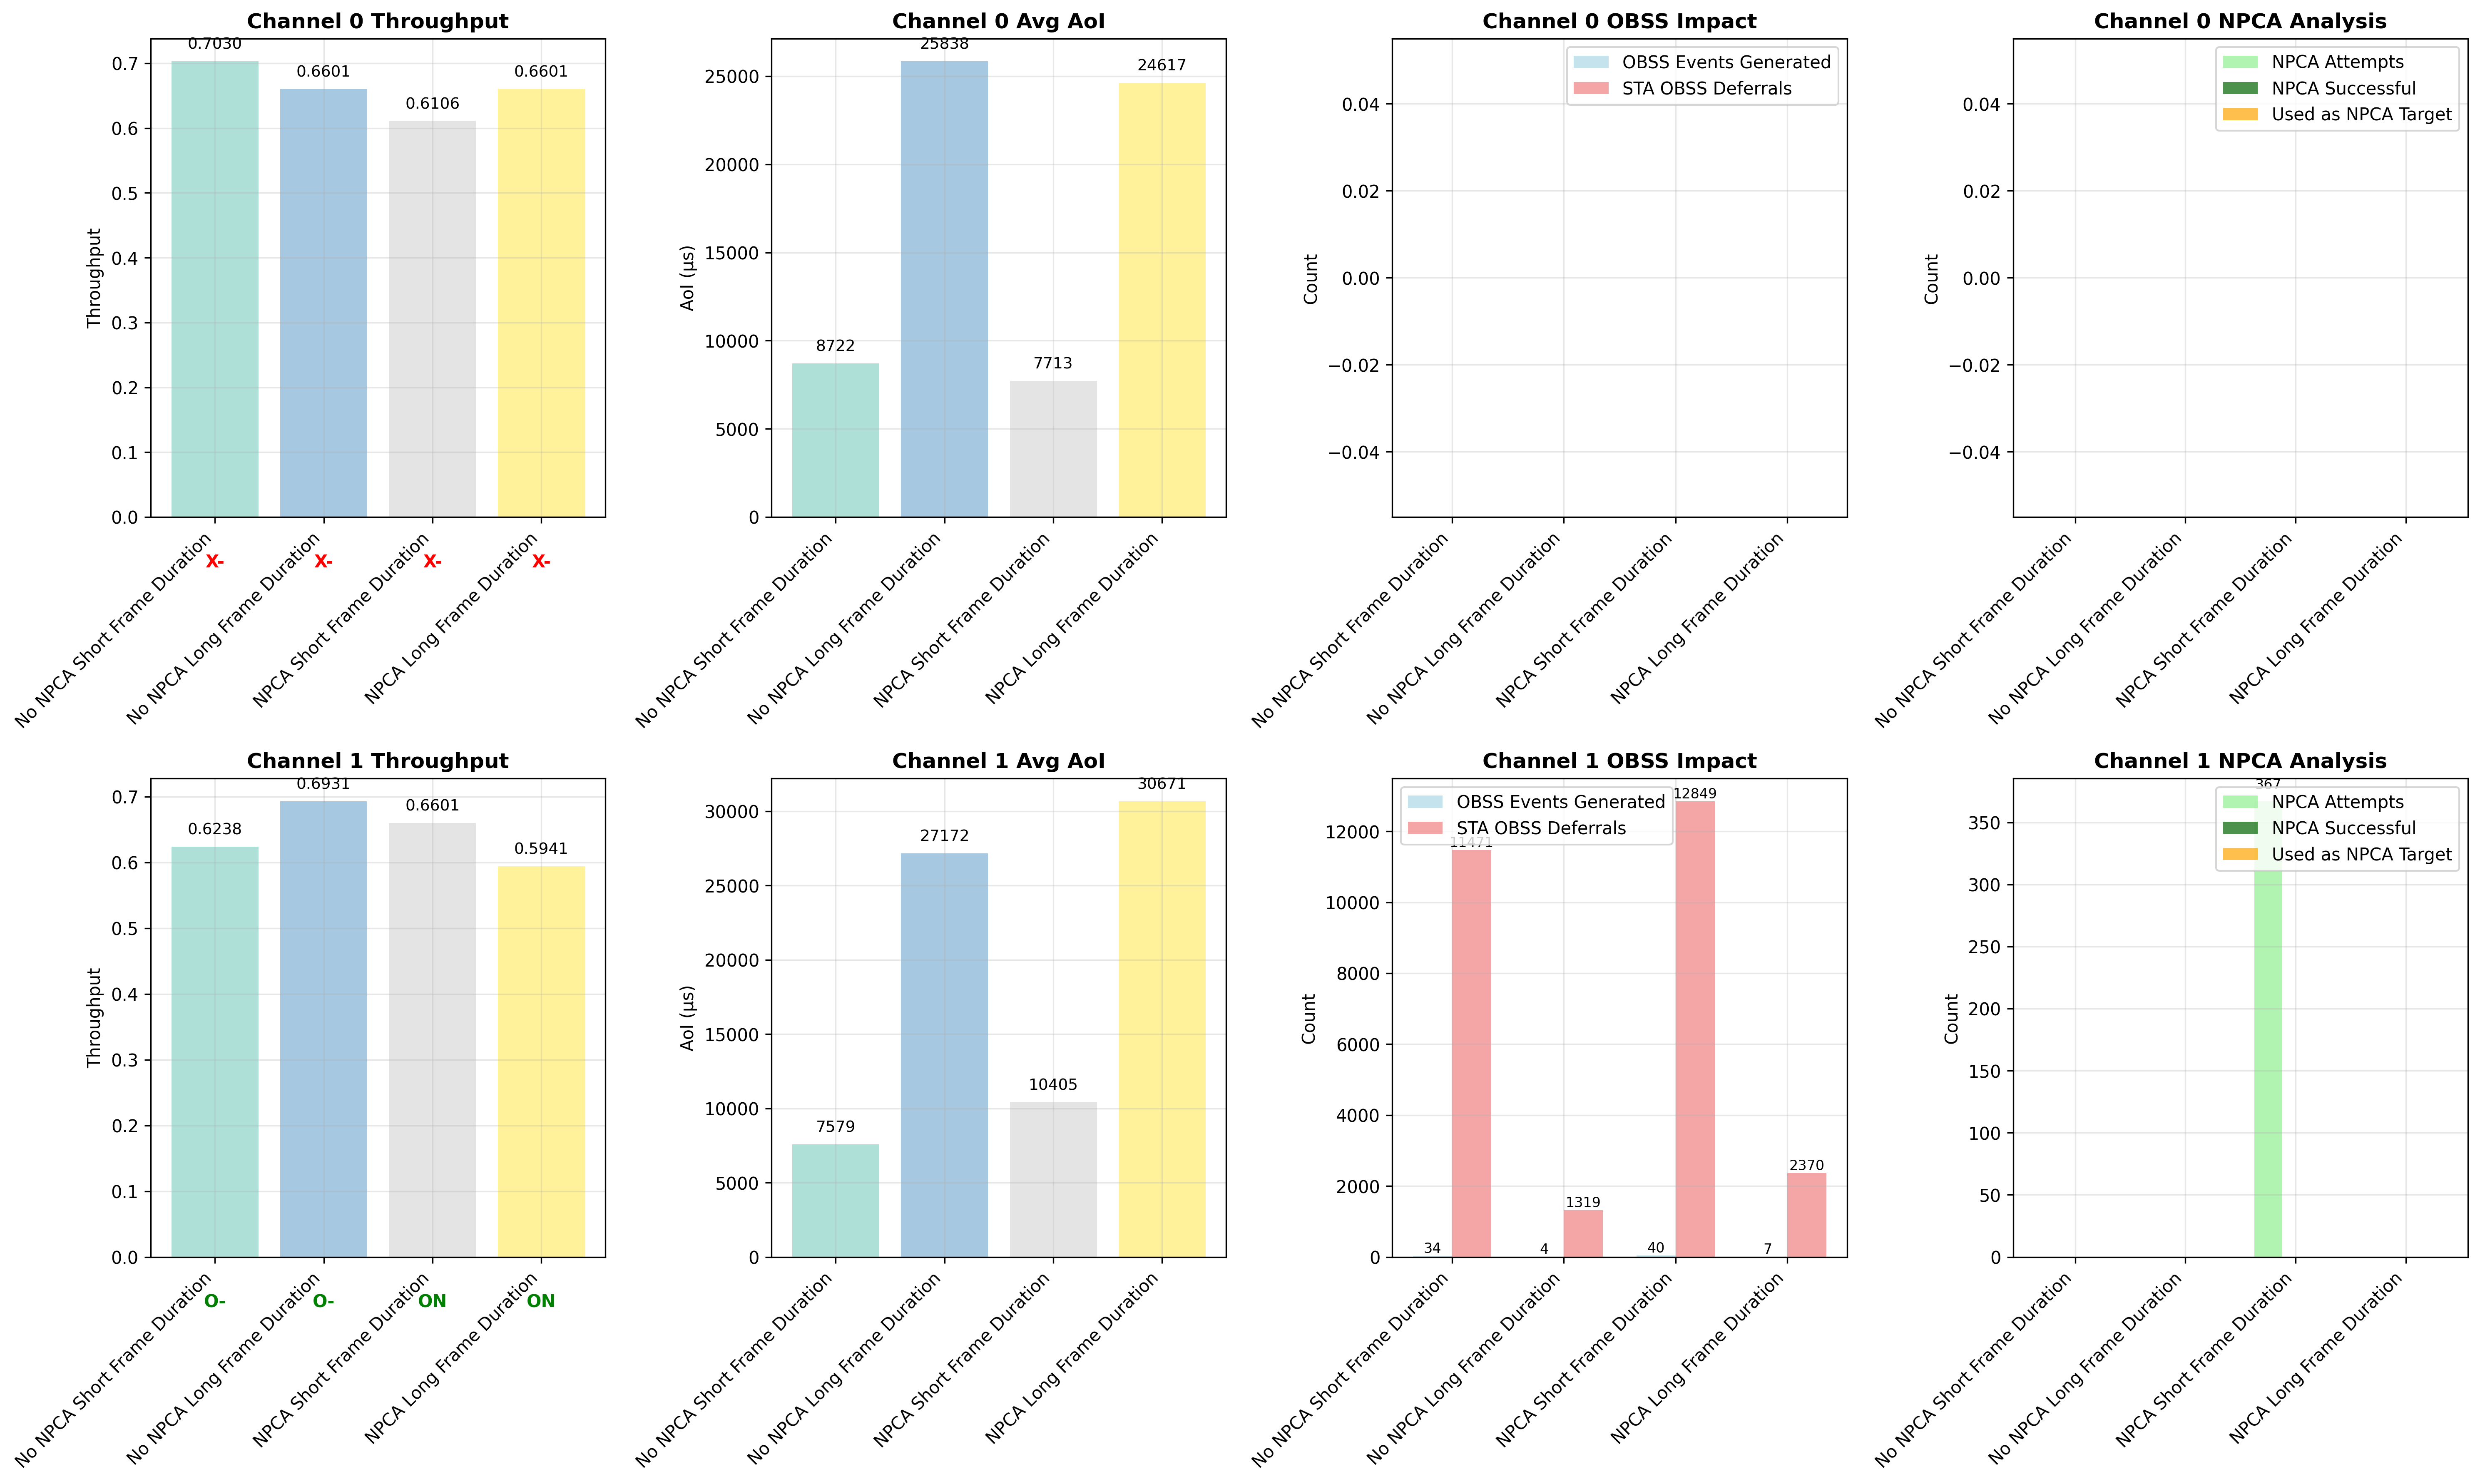 Channel 0 Throughput
0.7030
0.6601
0.6106
0.6601
0.7
0.6
0.5
0.4
0.3
0.2
0.1
0.0
Throughput
No NPCA Short Frame Duration
No NPCA Long Frame Duration
NPCA Short Frame Duration
NPCA Long Frame Duration
X-
X-
X-
X-
Channel 0 Avg AoI
8722
25838
7713
24617
25000
20000
15000
10000
5000
0
AoI (μs)
No NPCA Short Frame Duration
No NPCA Long Frame Duration
NPCA Short Frame Duration
NPCA Long Frame Duration
Channel 0 OBSS Impact
OBSS Events Generated
STA OBSS Deferrals
0.04
0.02
0.00
−0.02
−0.04
Count
No NPCA Short Frame Duration
No NPCA Long Frame Duration
NPCA Short Frame Duration
NPCA Long Frame Duration
Channel 0 NPCA Analysis
NPCA Attempts
NPCA Successful
Used as NPCA Target
0.04
0.02
0.00
−0.02
−0.04
Count
No NPCA Short Frame Duration
No NPCA Long Frame Duration
NPCA Short Frame Duration
NPCA Long Frame Duration
Channel 1 Throughput
0.6238
0.6931
0.6601
0.5941
0.7
0.6
0.5
0.4
0.3
0.2
0.1
0.0
Throughput
No NPCA Short Frame Duration
No NPCA Long Frame Duration
NPCA Short Frame Duration
NPCA Long Frame Duration
O-
O-
ON
ON
Channel 1 Avg AoI
7579
27172
10405
30671
30000
25000
20000
15000
10000
5000
0
AoI (μs)
No NPCA Short Frame Duration
No NPCA Long Frame Duration
NPCA Short Frame Duration
NPCA Long Frame Duration
Channel 1 OBSS Impact
OBSS Events Generated
STA OBSS Deferrals
34
11471
4
1319
40
12849
7
2370
12000
10000
8000
6000
4000
2000
0
Count
No NPCA Short Frame Duration
No NPCA Long Frame Duration
NPCA Short Frame Duration
NPCA Long Frame Duration
Channel 1 NPCA Analysis
367
NPCA Attempts
NPCA Successful
Used as NPCA Target
350
300
250
200
150
100
50
0
Count
No NPCA Short Frame Duration
No NPCA Long Frame Duration
NPCA Short Frame Duration
NPCA Long Frame Duration